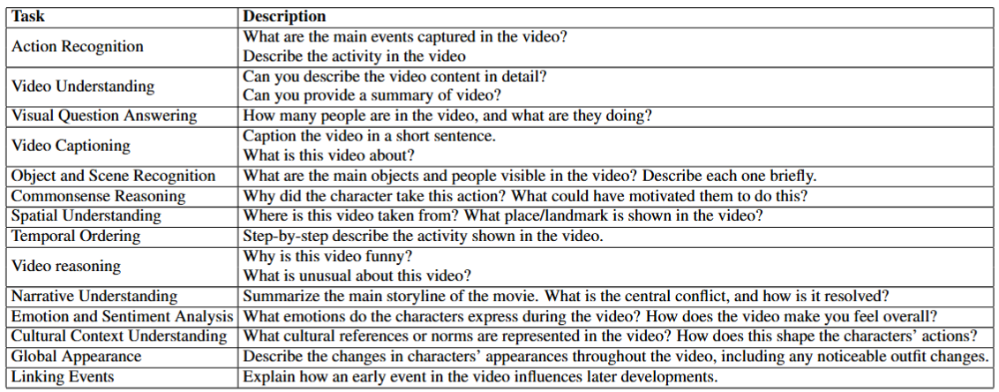 Task Description
Action Recognition What are the main events captured in the video?
Describe the activity in the video
Video Understanding Can you describe the video content in detail?
Can you provide a summary of video?
Visual Question Answering How many people are in the video, and what are they doing?
Video Captioning Caption the video in a short sentence.
What is this video about?
Object and Scene Recognition What are the main objects and people visible in the video? Describe each one briefly.
Commonsense Reasoning Why did the character take this action? What could have motivated them to do this?
Spatial Understanding Where is this video taken from? What place/landmark is shown in the video?
Temporal Ordering Step-by-step describe the activity shown in the video.
Video reasoning Why is this video funny?
What is unusual about this video?
Narrative Understanding Summarize the main storyline of the movie. What is the central conflict, and how is it resolved?
Emotion and Sentiment Analysis What emotions do the characters express during the video? How does the video make you feel overall?
Cultural Context Understanding What cultural references or norms are represented in the video? How does this shape the characters' actions?
Global Appearance Describe the changes in characters' appearances throughout the video, including any noticeable outfit changes.
Linking Events Explain how an early event in the video influences later developments.